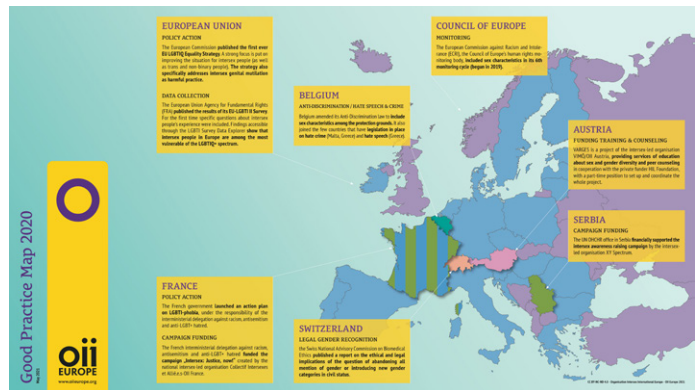 EUROPEAN UNION
POLICY ACTION
The European Commission published the first ever
EU LGBTIQ Equality Strategy. A strong focus is put on
improving the situation for intersex people (as well
as trans and non binary people). The strategy also
specifically addresses intersex genital mutilation
as harmful practice.
DATA COLLECTION
The European Union Agency for Fundamental Rights
(FRA) published the results of its EU-LGBTI II Survey.
For the first time specific questions about intersex
people's experience were included. Findings accessible
through the LGBTI Survey Data Explorer show that
intersex people in Europe are among the most
vulnerable of the LGBTIQ+ spectrum.
COUNCIL OF EUROPE
MONITORING
The European Commission against Racism and Intole-
rance (ECRI), the Council of Europe's human rights mo-
nitoring body, included sex characteristics in its 6th
monitoring cycle (begun in 2019).
BELGIUM
ANTI-DISCRIMINATION / HATE SPEECH & CRIME
Belgium amended its Anti-Discrimination law to include
sex characteristics among the protection grounds. It also
joined the few countries that have legislation in place
on hate crime (Malta, Greece) and hate speech (Greece).
AUSTRIA
FUNDING TRAINING & COUNSELING
VARGES is a project of the intersex-led organisation
VIMÖ/OII Austria, providing services of education
about sex and gender diversity and peer counseling
in cooperation with the private funder MIL Foundation,
with a part-time position to set up and coordinate the
whole project.
SERBIA
CAMPAIGN FUNDING
The UN OHCHR office in Serbia financially supported the
intersex awareness raising campaign by the intersex-
led organisation XY Spectrum.
FRANCE
POLICY ACTION
The French government launched an action plan
on LGBTI-phobia, under the responsibility of the
interministerial delegation against racism, antisemitism
and anti-LGBT+ hatred.
CAMPAIGN FUNDING
The French interministerial delegation against racism,
antisemitism and anti-LGBT+ hatred funded the
campaign „Intersex: Justice, now!" created by the
national intersex-led organisation Collectif Intersexes
et Allié.e.s-OII France.
SWITZERLAND
LEGAL GENDER RECOGNITION
the Swiss National Advisory Commission on Biomedical
Ethics published a report on the ethical and legal
implications of the question of abandoning all
mention of gender or introducing new gender
categories in civil status.
Good Practice Map 2020
May 2021
oii
EUROPE
www.oiieurope.org